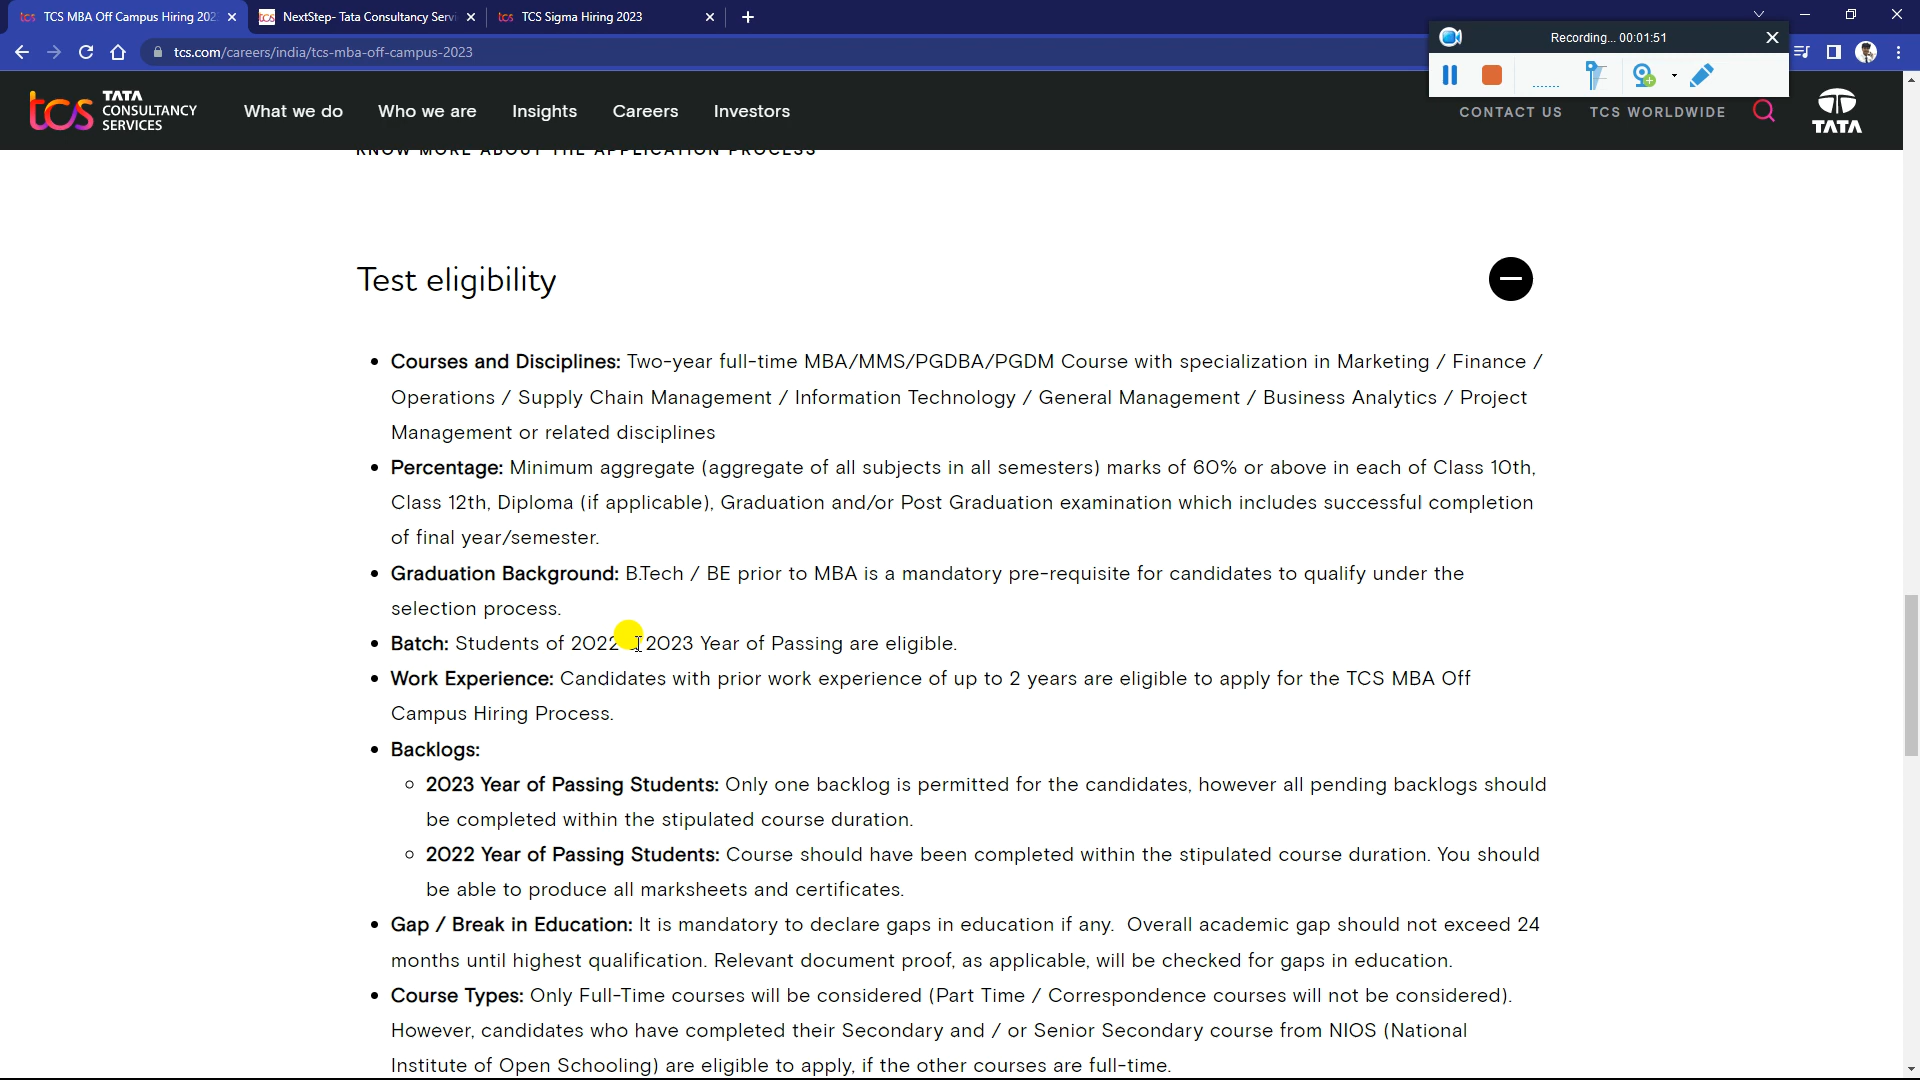 TCS MBA Off Campus Hiring 202
NextStep- Tata Consultancy Servi
TCS Sigma Hiring 2023
tcs.com/careers/india/tcs-mba-off-campus-2023
Recording... 00:01:51
tcs TATA
CONSULTANCY
SERVICES
What we do
Who we are
Insights
Careers
Investors
CONTACT US
TCS WORLDWIDE
TATA
KNOW MORE ABOUT THE APPLICATION PROCESS
Test eligibility
Courses and Disciplines: Two-year full-time MBA/MMS/PGDBA/PGDM Course with specialization in Marketing / Finance /
Operations / Supply Chain Management / Information Technology / General Management / Business Analytics / Project
Management or related disciplines
Percentage: Minimum aggregate (aggregate of all subjects in all semesters) marks of 60% or above in each of Class 10th,
Class 12th, Diploma (if applicable), Graduation and/or Post Graduation examination which includes successful completion
of final year/semester.
Graduation Background: B.Tech / BE prior to MBA is a mandatory pre-requisite for candidates to qualify under the
selection process.
Batch: Students of 2022 2023 Year of Passing are eligible.
Work Experience: Candidates with prior work experience of up to 2 years are eligible to apply for the TCS MBA Off
Campus Hiring Process.
Backlogs:
2023 Year of Passing Students: Only one backlog is permitted for the candidates, however all pending backlogs should
be completed within the stipulated course duration.
2022 Year of Passing Students: Course should have been completed within the stipulated course duration. You should
be able to produce all marksheets and certificates.
Gap / Break in Education: It is mandatory to declare gaps in education if any. Overall academic gap should not exceed 24
months until highest qualification. Relevant document proof, as applicable, will be checked for gaps in education.
Course Types: Only Full-Time courses will be considered (Part Time / Correspondence courses will not be considered).
However, candidates who have completed their Secondary and / or Senior Secondary course from NIOS (National
Institute of Open Schooling) are eligible to apply, if the other courses are full-time.